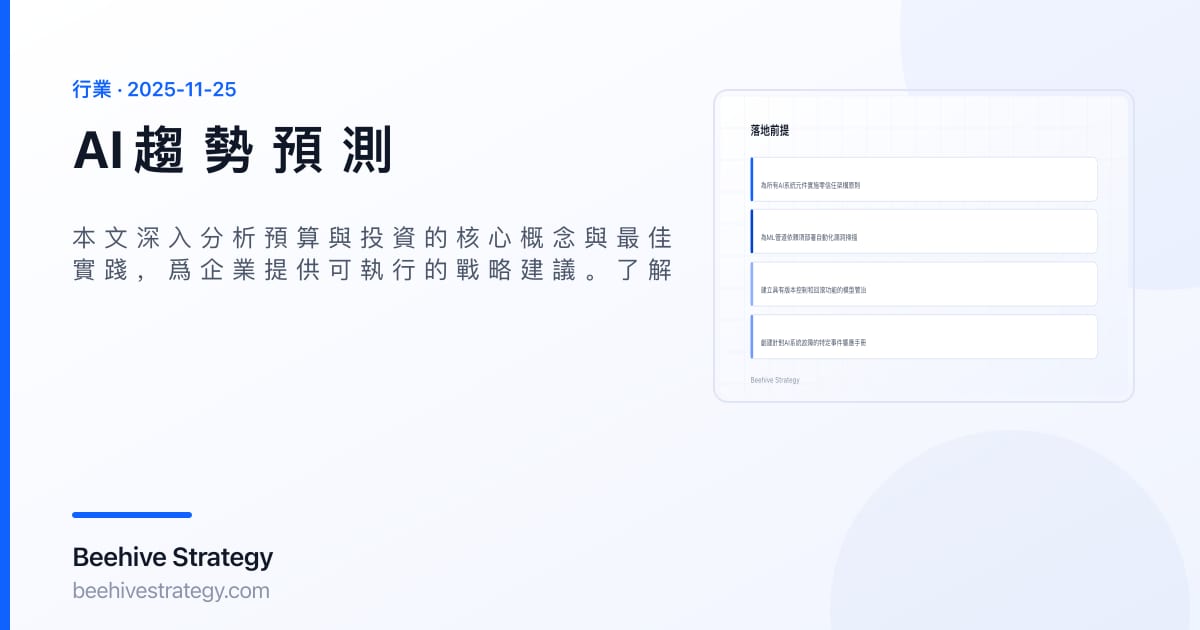 行業 · 2025-11-25
AI趨勢預測
本文深入分析預算與投資的核心概念與最佳
實踐，爲企業提供可執行的戰略建議。了解
落地前提
為所有AI系統元件實施零信任架構原則
為ML管道依賴項部署自動化漏洞掃描
建立具有版本控制和回滾功能的模型管治
創建針對AI系統故障的特定事件響應手冊
Beehive Strategy
Beehive Strategy
beehivestrategy.com